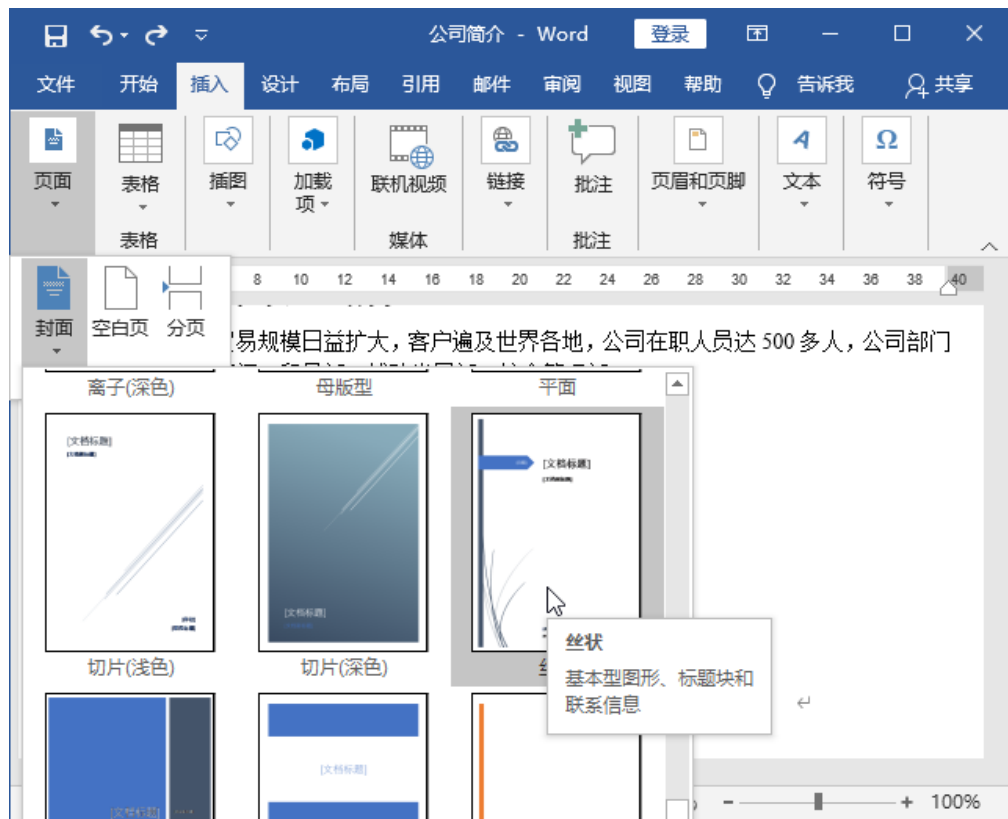 公司简介 - Word 登录
文件 开始 插入 设计 布局 引用 邮件 审阅 视图 帮助 告诉我 共享
页面 表格 插图 加载项 联机视频 链接 批注 页眉和页脚 文本 符号
表格 媒体 批注
封面 空白页 分页
8 10 12 14 16 18 20 22 24 26 28 30 32 34 36 38 40
易规模日益扩大，客户遍及世界各地，公司在职人员达 500 多人，公司部门
离子(深色) 母版型 平面
[文档标题]
[文档标题]
[文档标题]
切片(浅色) 切片(深色)
丝状
基本型图形、标题块和
联系信息
[文档标题]
[文档标题]
100%